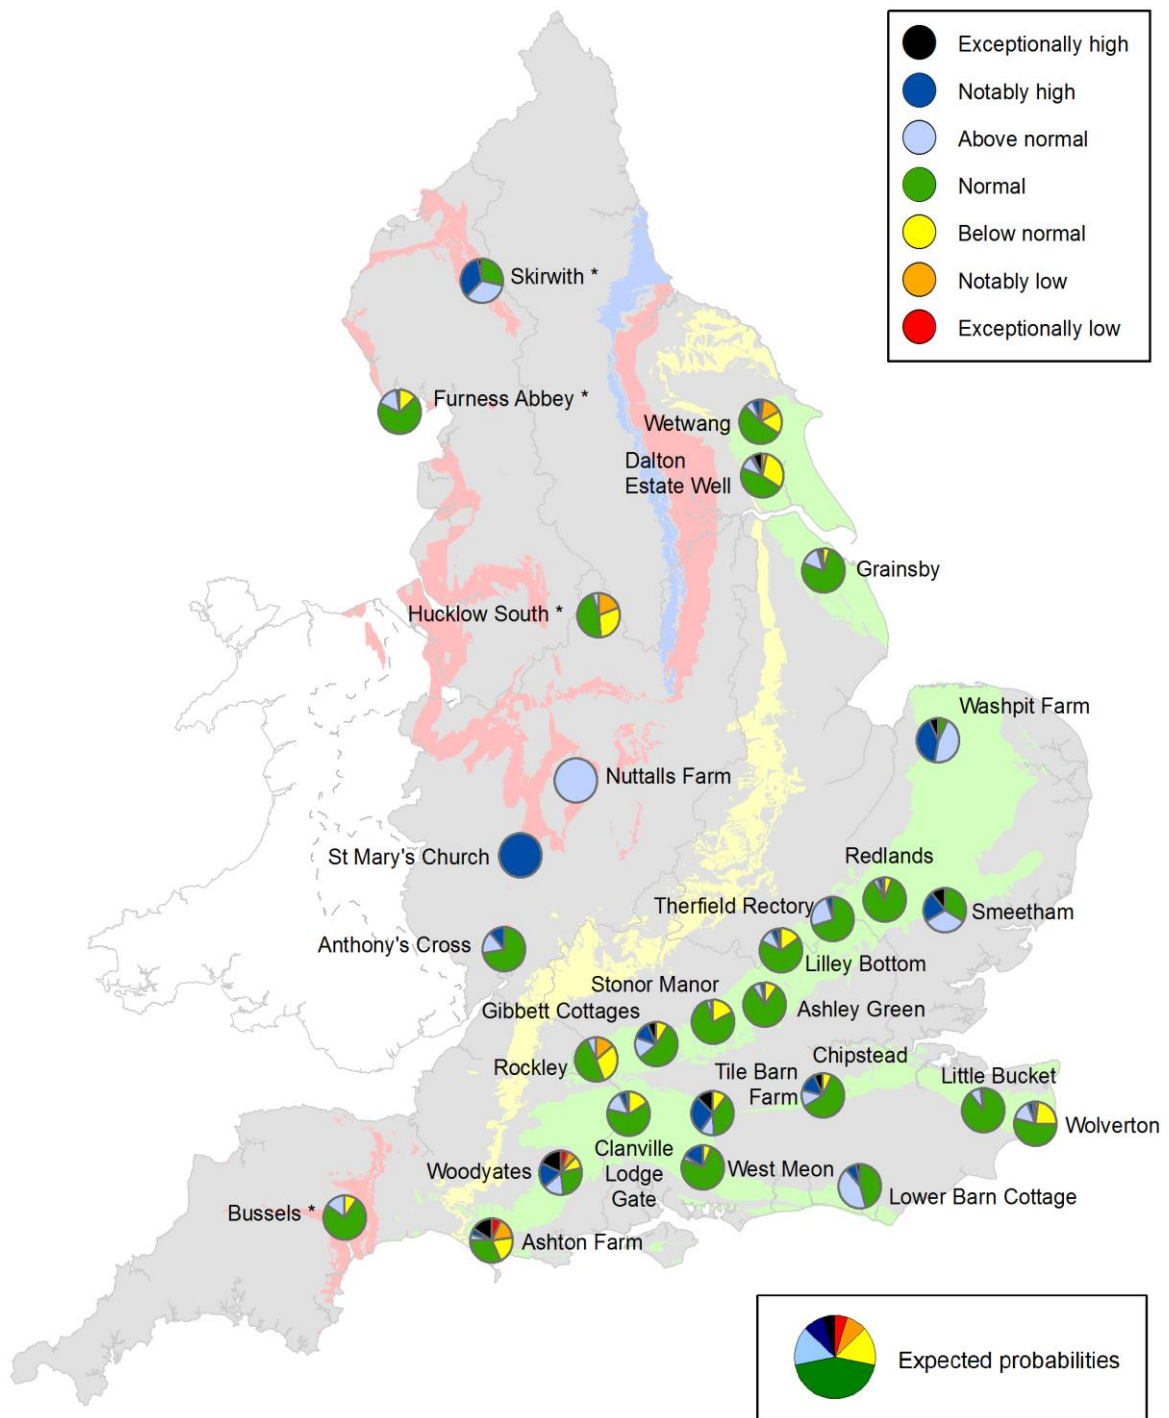 Exceptionally high
Notably high
Above normal
Normal
Below normal
Notably low
Exceptionally low
Skirwith *
Furness Abbey *
Wetwang
Dalton
Estate Well
Grainsby
Hucklow South *
Washpit Farm
Nuttalls Farm
St Mary's Church
Redlands
Therfield Rectory
Smeetham
Anthony's Cross
Lilley Bottom
Stonor Manor
Gibbett Cottages
Ashley Green
Rockley
Chipstead
Tile Barn
Farm
Little Bucket
Wolverton
Clanville
Lodge
Gate
Woodyates
West Meon
Lower Barn Cottage
Bussels *
Ashton Farm
Expected probabilities